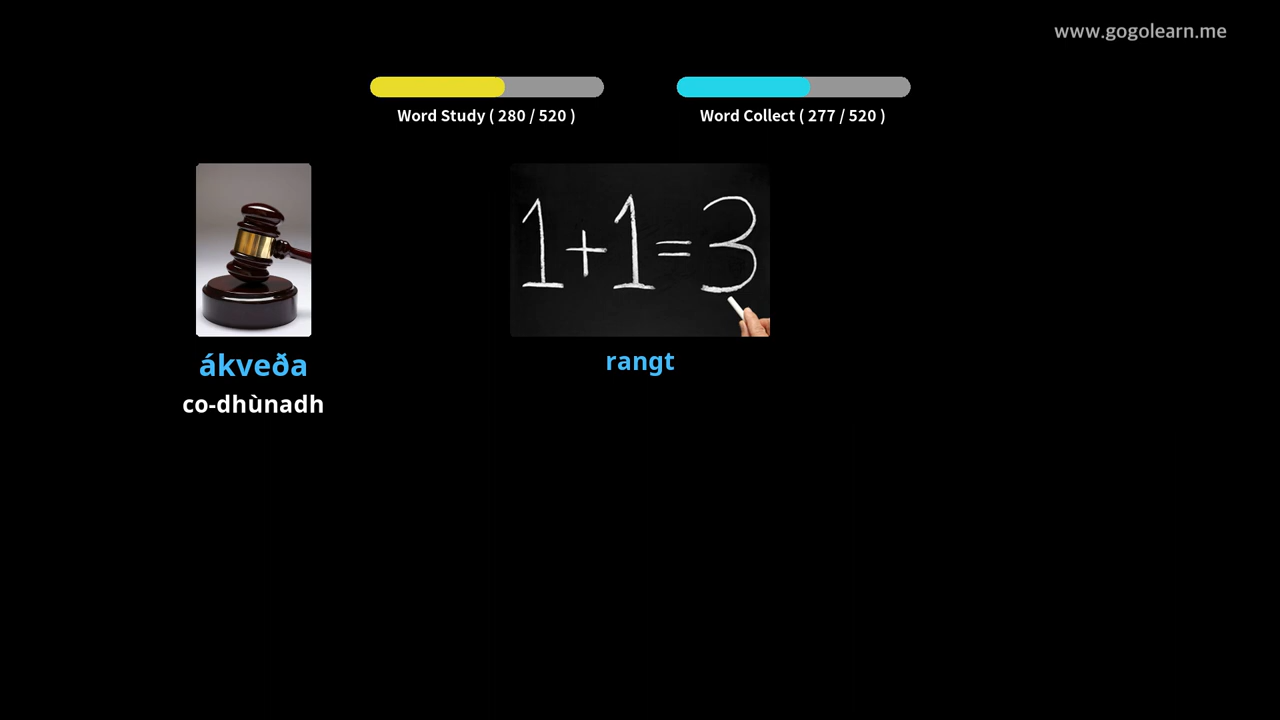 www.gogolearn.me
Word Study ( 280 / 520 )
Word Collect ( 277 / 520 )
1+1=3
ákveða
rangt
co-dhùnadh